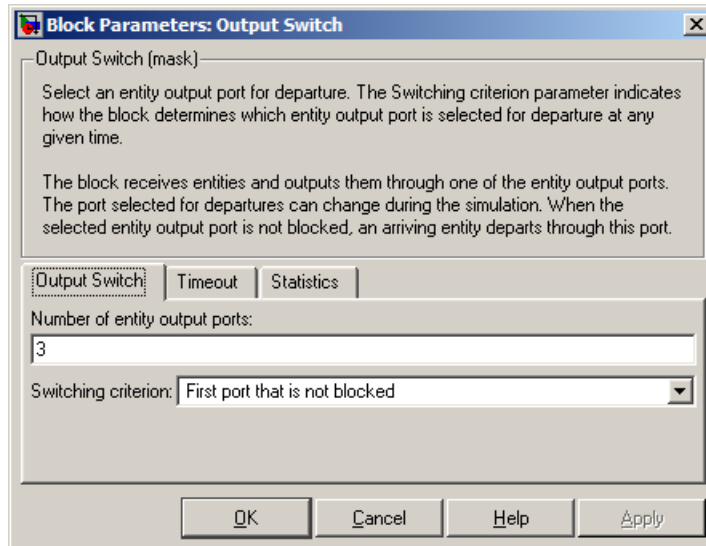 Block Parameters: Output Switch
Output Switch (mask)
Select an entity output port for departure. The Switching criterion parameter indicates
how the block determines which entity output port is selected for departure at any
given time.
The block receives entities and outputs them through one of the entity output ports.
The port selected for departures can change during the simulation. When the
selected entity output port is not blocked, an arriving entity departs through this port.
Output Switch Timeout Statistics
Number of entity output ports:
3
Switching criterion: First port that is not blocked
OK Cancel Help Apply